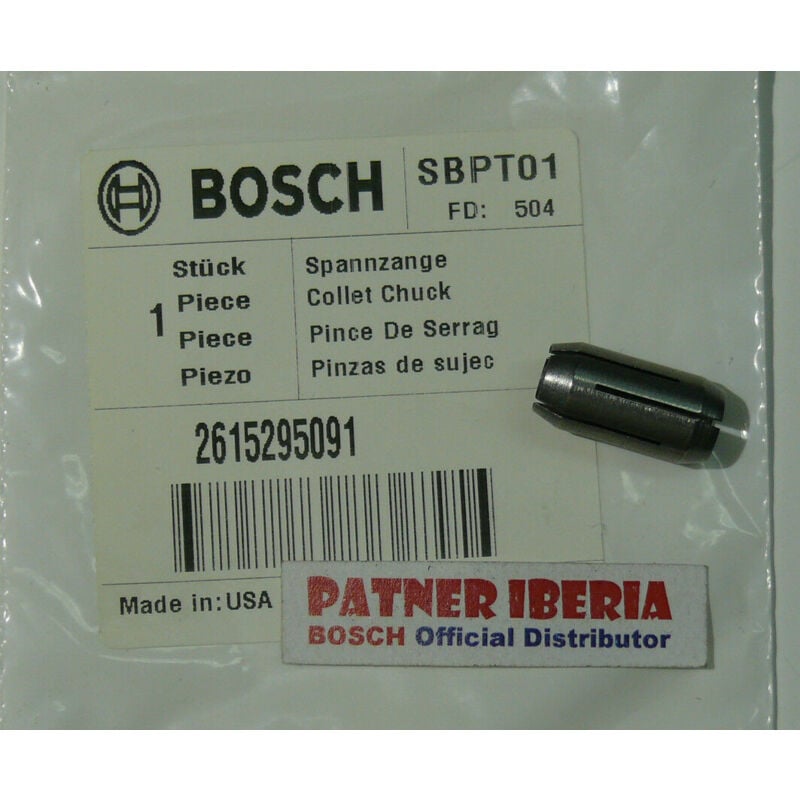 BOSCH
SBPT01
FD: 504
1
Stück
Piece
Piece
Piezo
Spannzange
Collet Chuck
Pince De Serrag
Pinzas de sujec
2615295091
Made in: USA
PATNER IBERIA
BOSCH Official Distributor